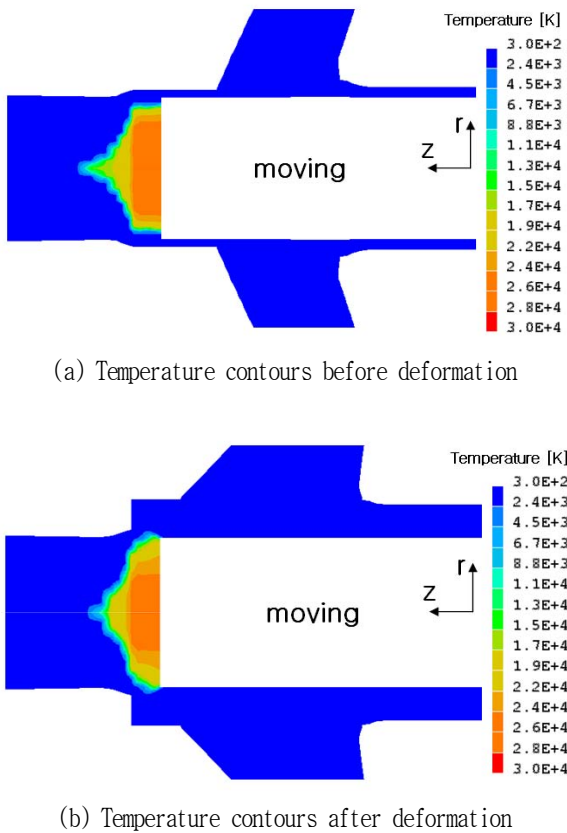 Temperature [K]
3.0E+2
2.4E+3
4.5E+3
6.7E+3
8.8E+3
1.1E+4
1.3E+4
1.5E+4
1.7E+4
1.9E+4
2.2E+4
2.4E+4
2.6E+4
2.8E+4
3.0E+4
r
z
moving
(a) Temperature contours before deformation
Temperature [K]
3.0E+2
2.4E+3
4.5E+3
6.7E+3
8.8E+3
1.1E+4
1.3E+4
1.5E+4
1.7E+4
1.9E+4
2.2E+4
2.4E+4
2.6E+4
2.8E+4
3.0E+4
r
z
moving
(b) Temperature contours after deformation